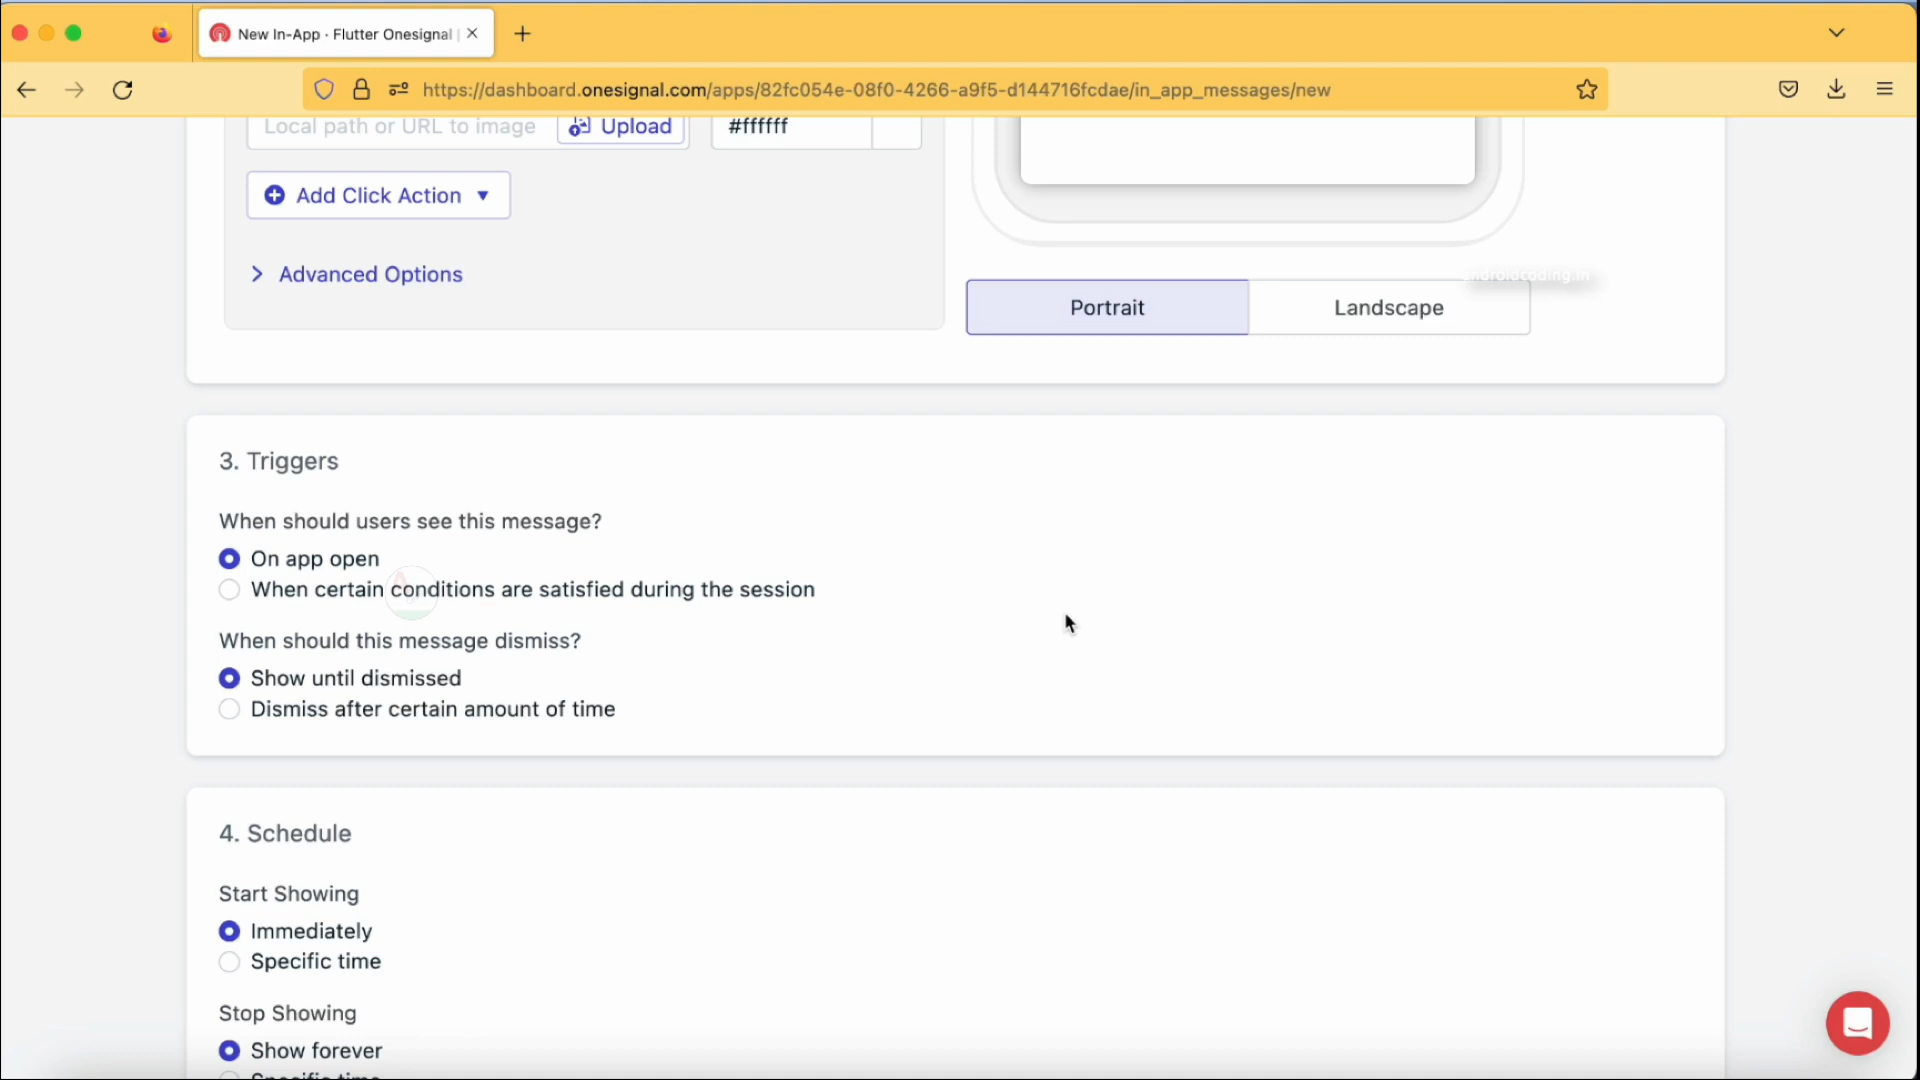 New In-App · Flutter Onesignal |
https://dashboard.onesignal.com/apps/82fc054e-08f0-4266-a9f5-d144716fcdae/in_app_messages/new
Local path or URL to image
Upload
#ffffff
Add Click Action
Advanced Options
Portrait
Landscape
3. Triggers
When should users see this message?
On app open
When certain conditions are satisfied during the session
When should this message dismiss?
Show until dismissed
Dismiss after certain amount of time
4. Schedule
Start Showing
Immediately
Specific time
Stop Showing
Show forever
Specific time